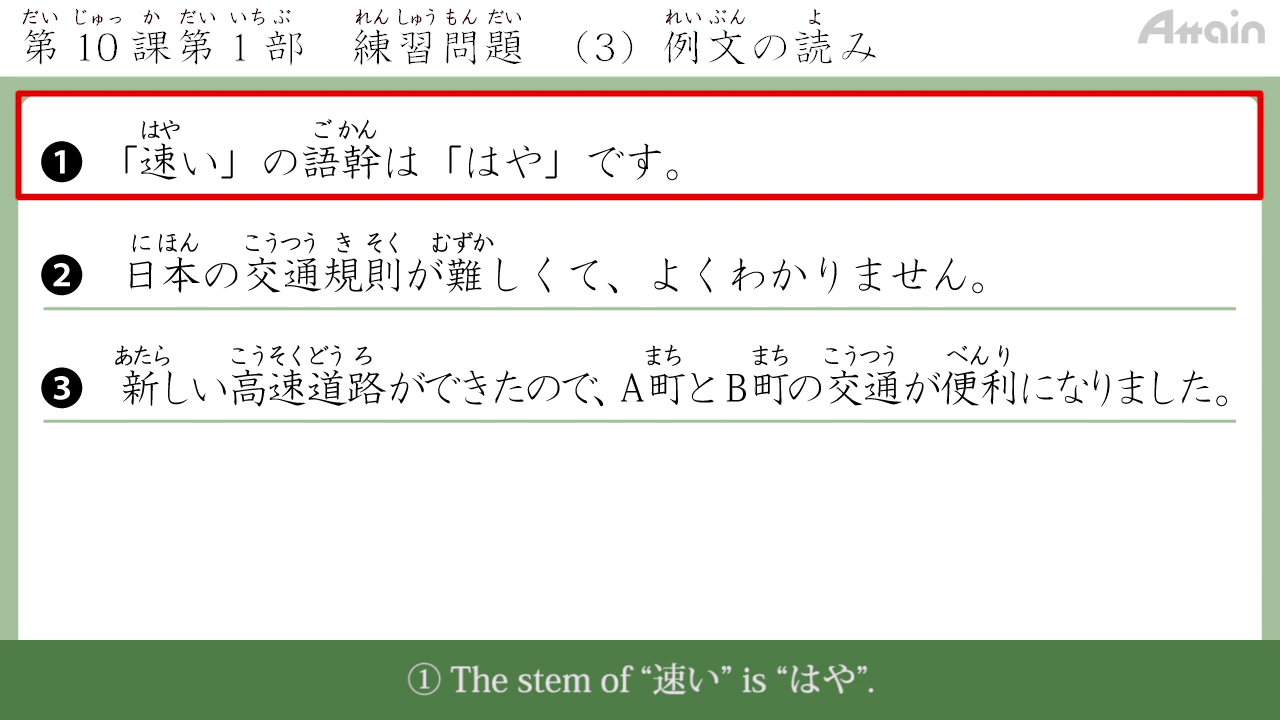 だい じゅっ か だい いち ぶ れん しゅう もん だい れい ぶん よ
第10課第1部 練習問題 (3) 例文の読み
Attain
はや ごかん
❶ 「速い」の語幹は「はや」です。
にほん こうつう きそく むずか
❷ 日本の交通規則が難しくて、よくわかりません。
あたら こうそくどうろ まち まち こうつう べんり
❸ 新しい高速道路ができたので、A町とB町の交通が便利になりました。
① The stem of “速い” is “はや”.